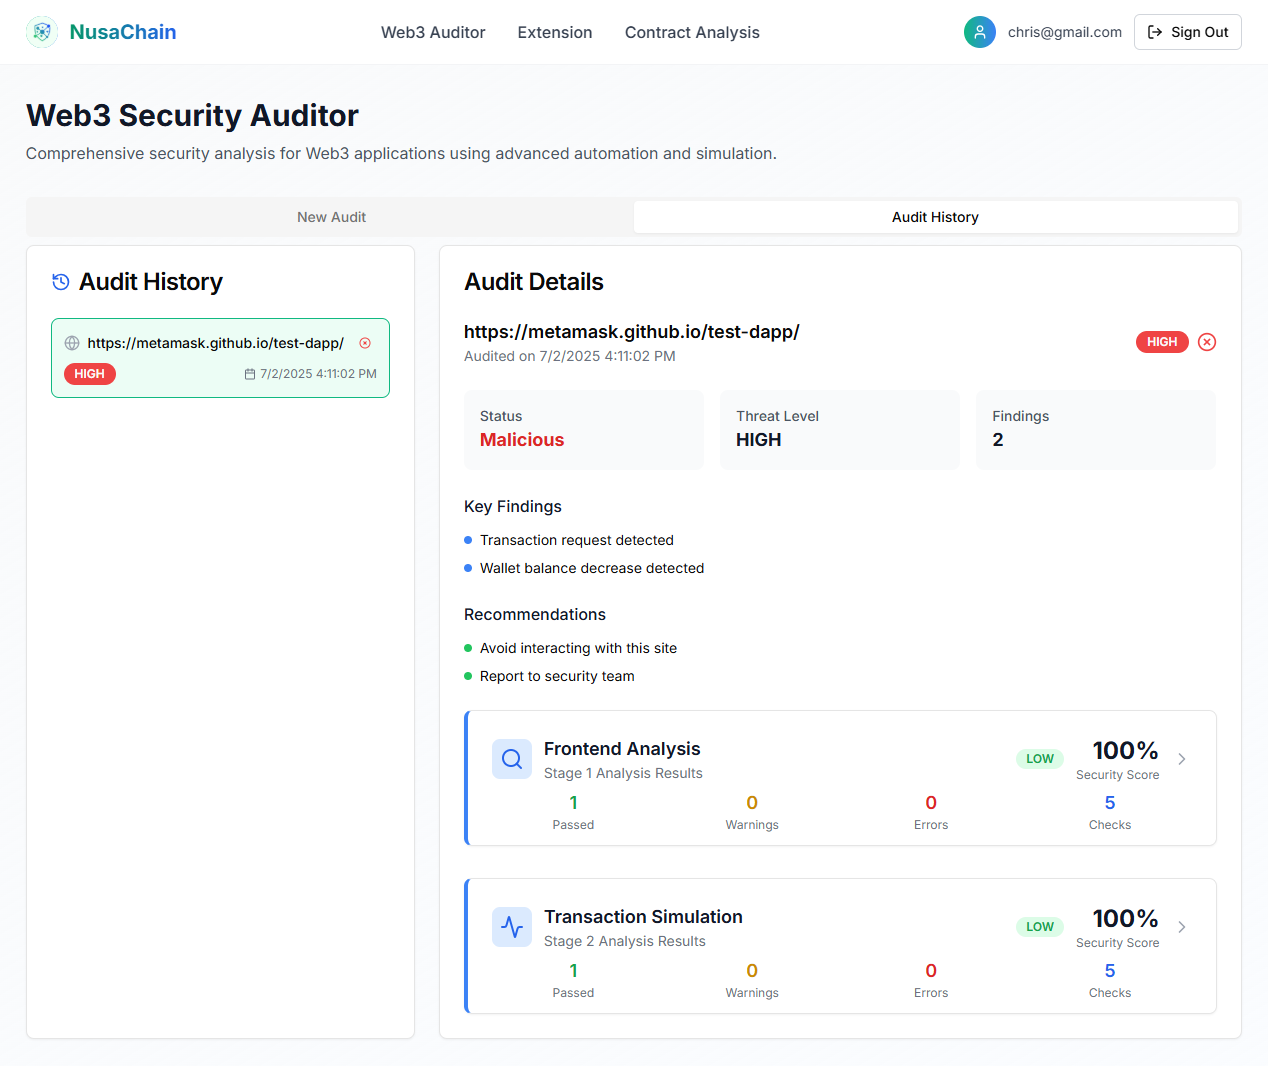 NusaChain
Web3 Auditor
Extension
Contract Analysis
chris@gmail.com
Sign Out
Web3 Security Auditor
Comprehensive security analysis for Web3 applications using advanced automation and simulation.
New Audit
Audit History
Audit History
https://metamask.github.io/test-dapp/
HIGH
7/2/2025 4:11:02 PM
Audit Details
https://metamask.github.io/test-dapp/
Audited on 7/2/2025 4:11:02 PM
HIGH
Status
Malicious
Threat Level
HIGH
Findings
2
Key Findings
Transaction request detected
Wallet balance decrease detected
Recommendations
Avoid interacting with this site
Report to security team
Frontend Analysis
Stage 1 Analysis Results
LOW
100%
Security Score
1
Passed
0
Warnings
0
Errors
5
Checks
Transaction Simulation
Stage 2 Analysis Results
LOW
100%
Security Score
1
Passed
0
Warnings
0
Errors
5
Checks